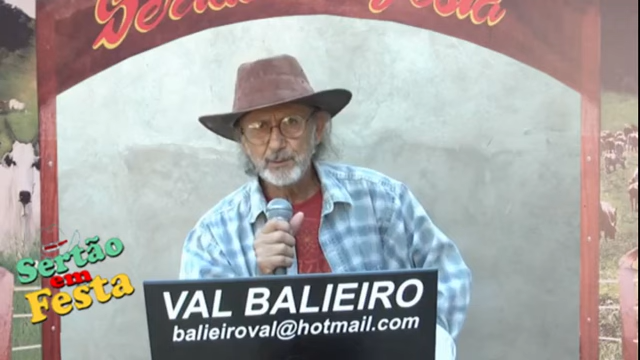 Sertão
em
Festa
VAL BALIEIRO
balieiroval@hotmail.com